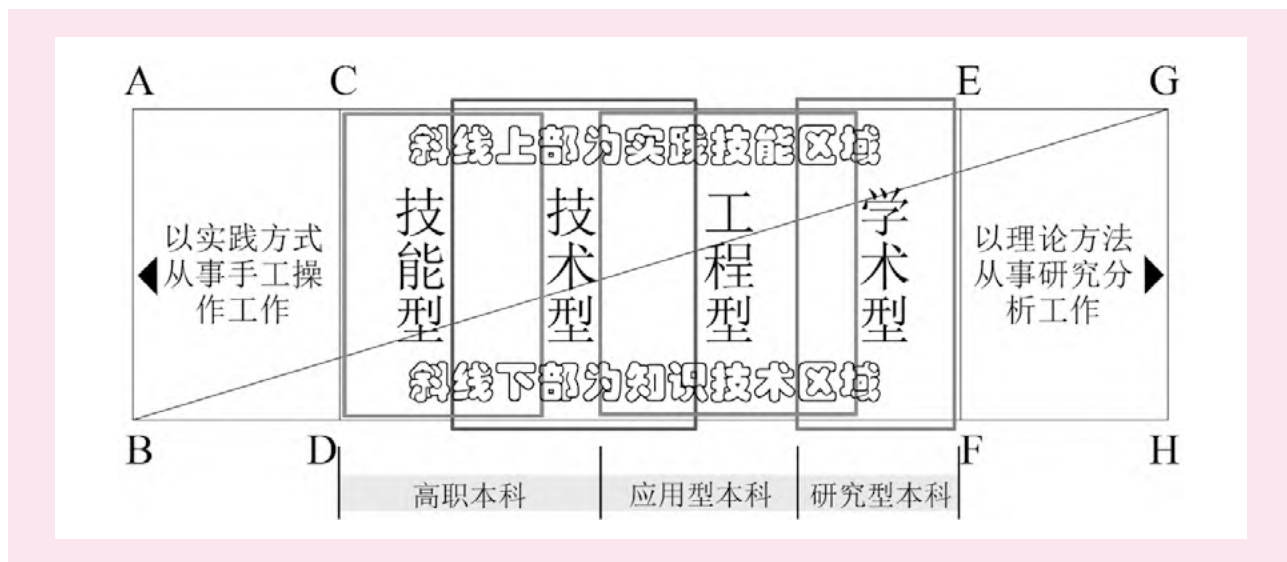 A
C
E
G
斜线上部为实践技能区域
以实践方式
从事手工操
作工作
技能型
技术型
工程型
学术型
以理论方法
从事研究分
析工作
斜线下部为知识技术区域
B
D
F
H
高职本科
应用型本科
研究型本科